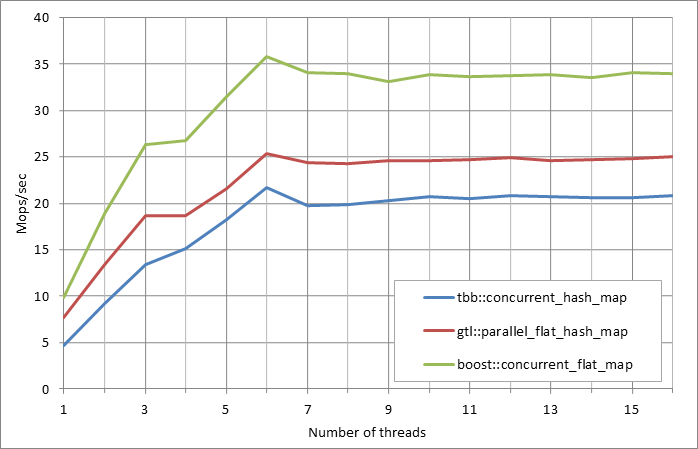 40
35
30
25
20
15
10
5
0
Mops/sec
tbb::concurrent_hash_map
gtl::parallel_flat_hash_map
boost::concurrent_flat_map
1 3 5 7 9 11 13 15
Number of threads